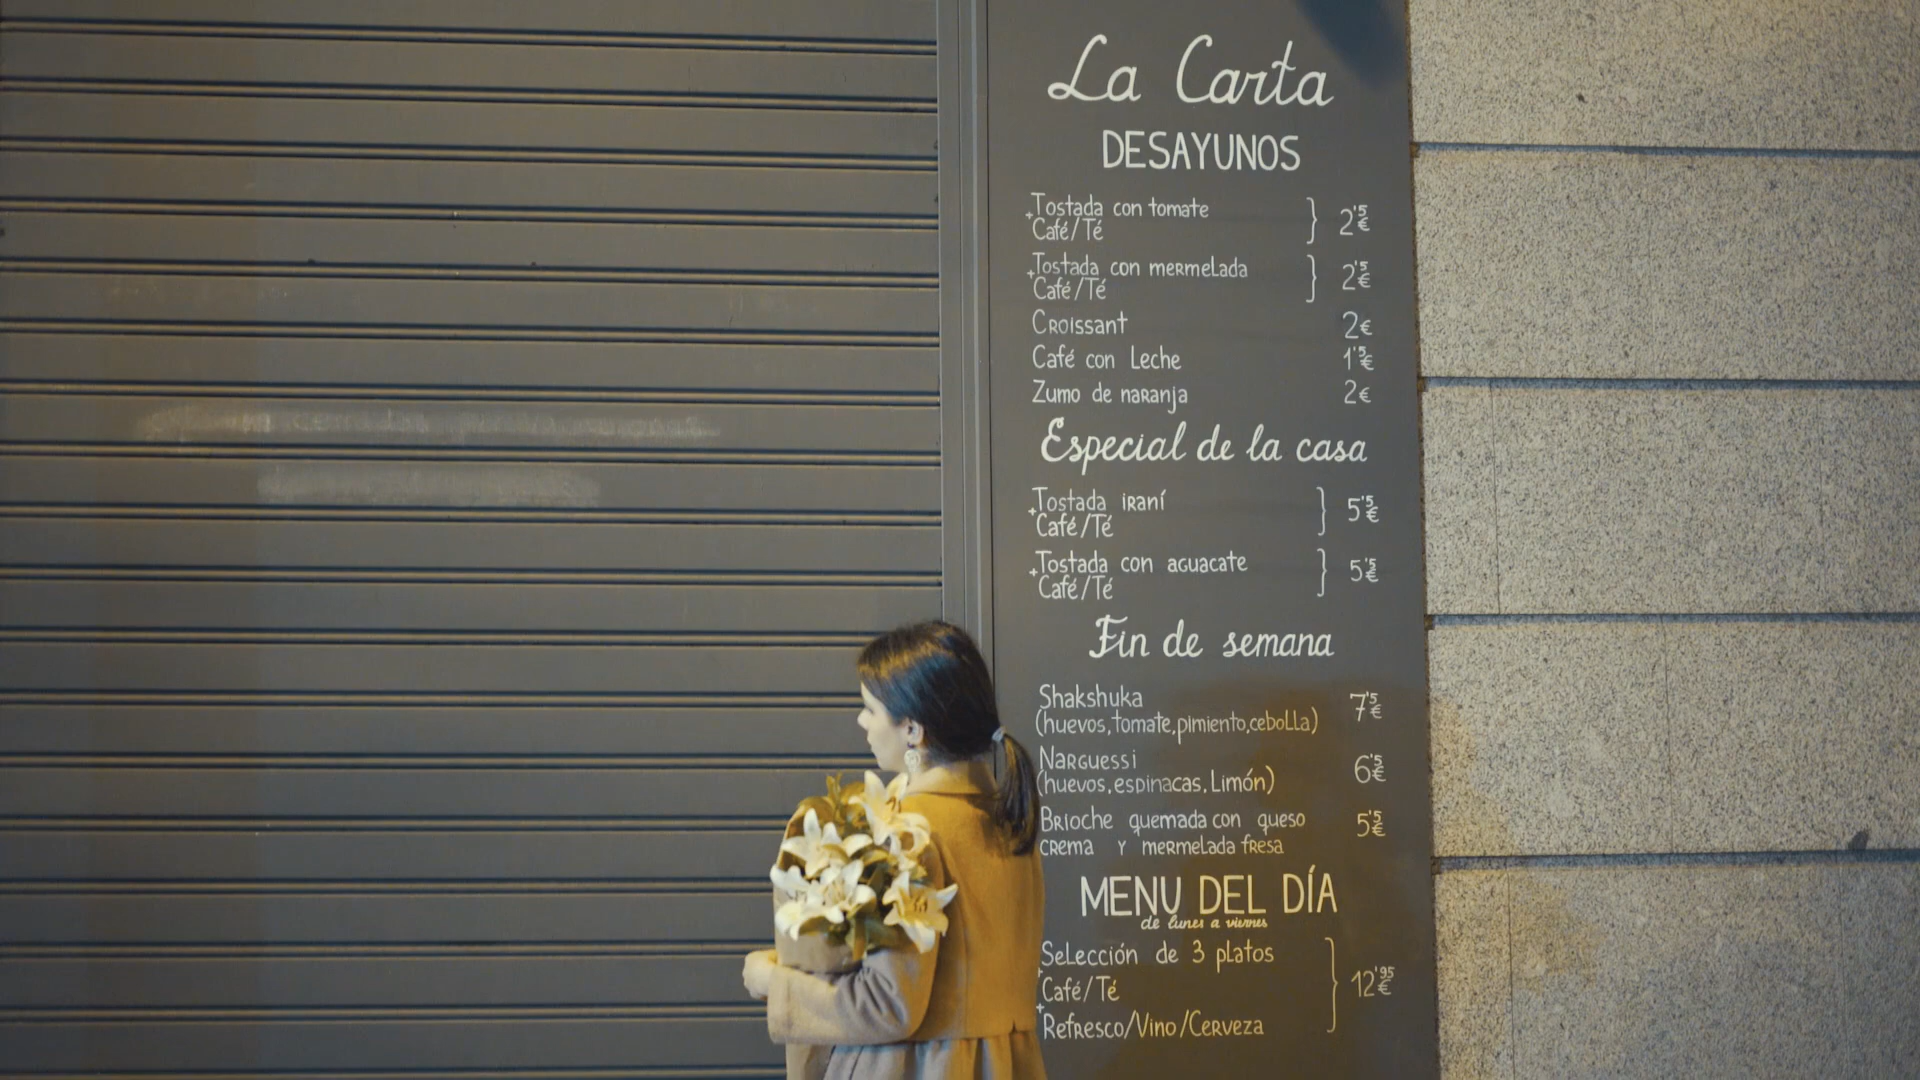 La Carta
DESAYUNOS
Tostada con tomate
+ Café/Té } 2'5€
Tostada con mermelada
+ Café/Té } 2'5€
Croissant 2€
Café con Leche 1'5€
Zumo de naranja 2€
Especial de la casa
Tostada iraní
+ Café/Té } 5'5€
Tostada con aguacate
+ Café/Té } 5'5€
Fin de semana
Shakshuka 7'5€
(huevos, tomate, pimiento, cebolla)
Narguessi 6'5€
(huevos, espinacas, Limón)
Brioche quemada con queso 5'5€
crema y mermelada fresa
MENU DEL DÍA
de lunes a viernes
Selección de 3 platos
+
Café/Té } 12'95€
+
Refresco/Vino/Cerveza